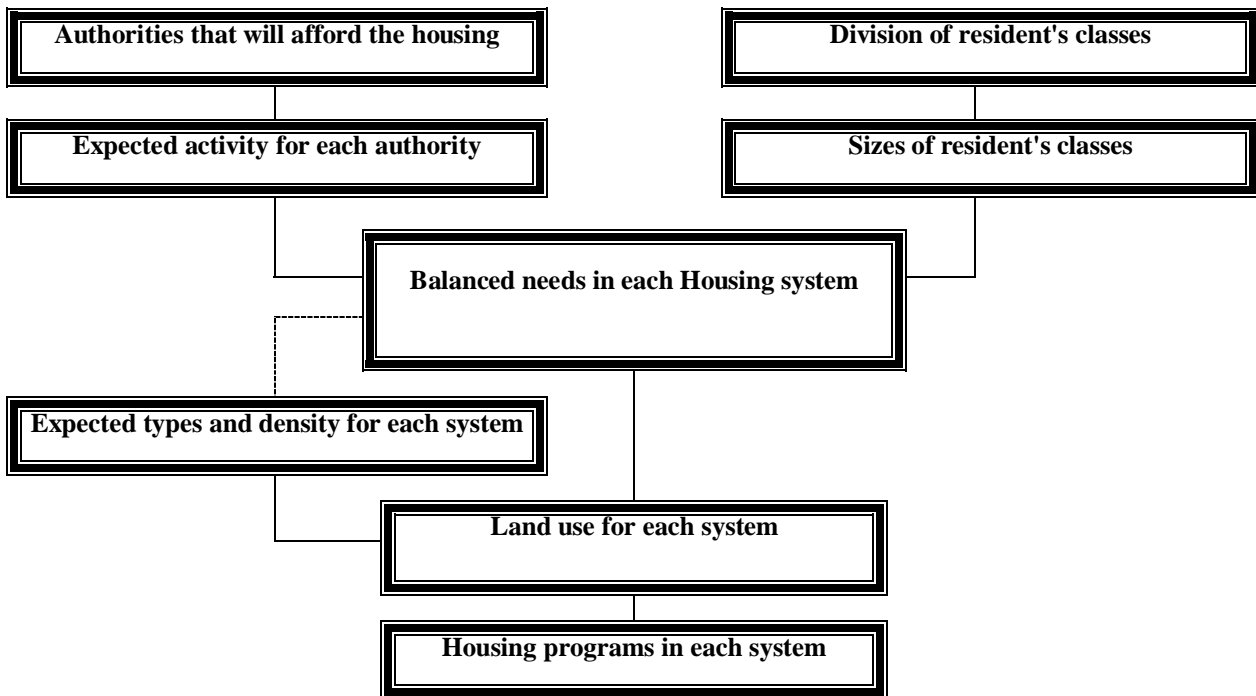 Authorities that will afford the housing
Division of resident's classes
Expected activity for each authority
Sizes of resident's classes
Balanced needs in each Housing system
Expected types and density for each system
Land use for each system
Housing programs in each system